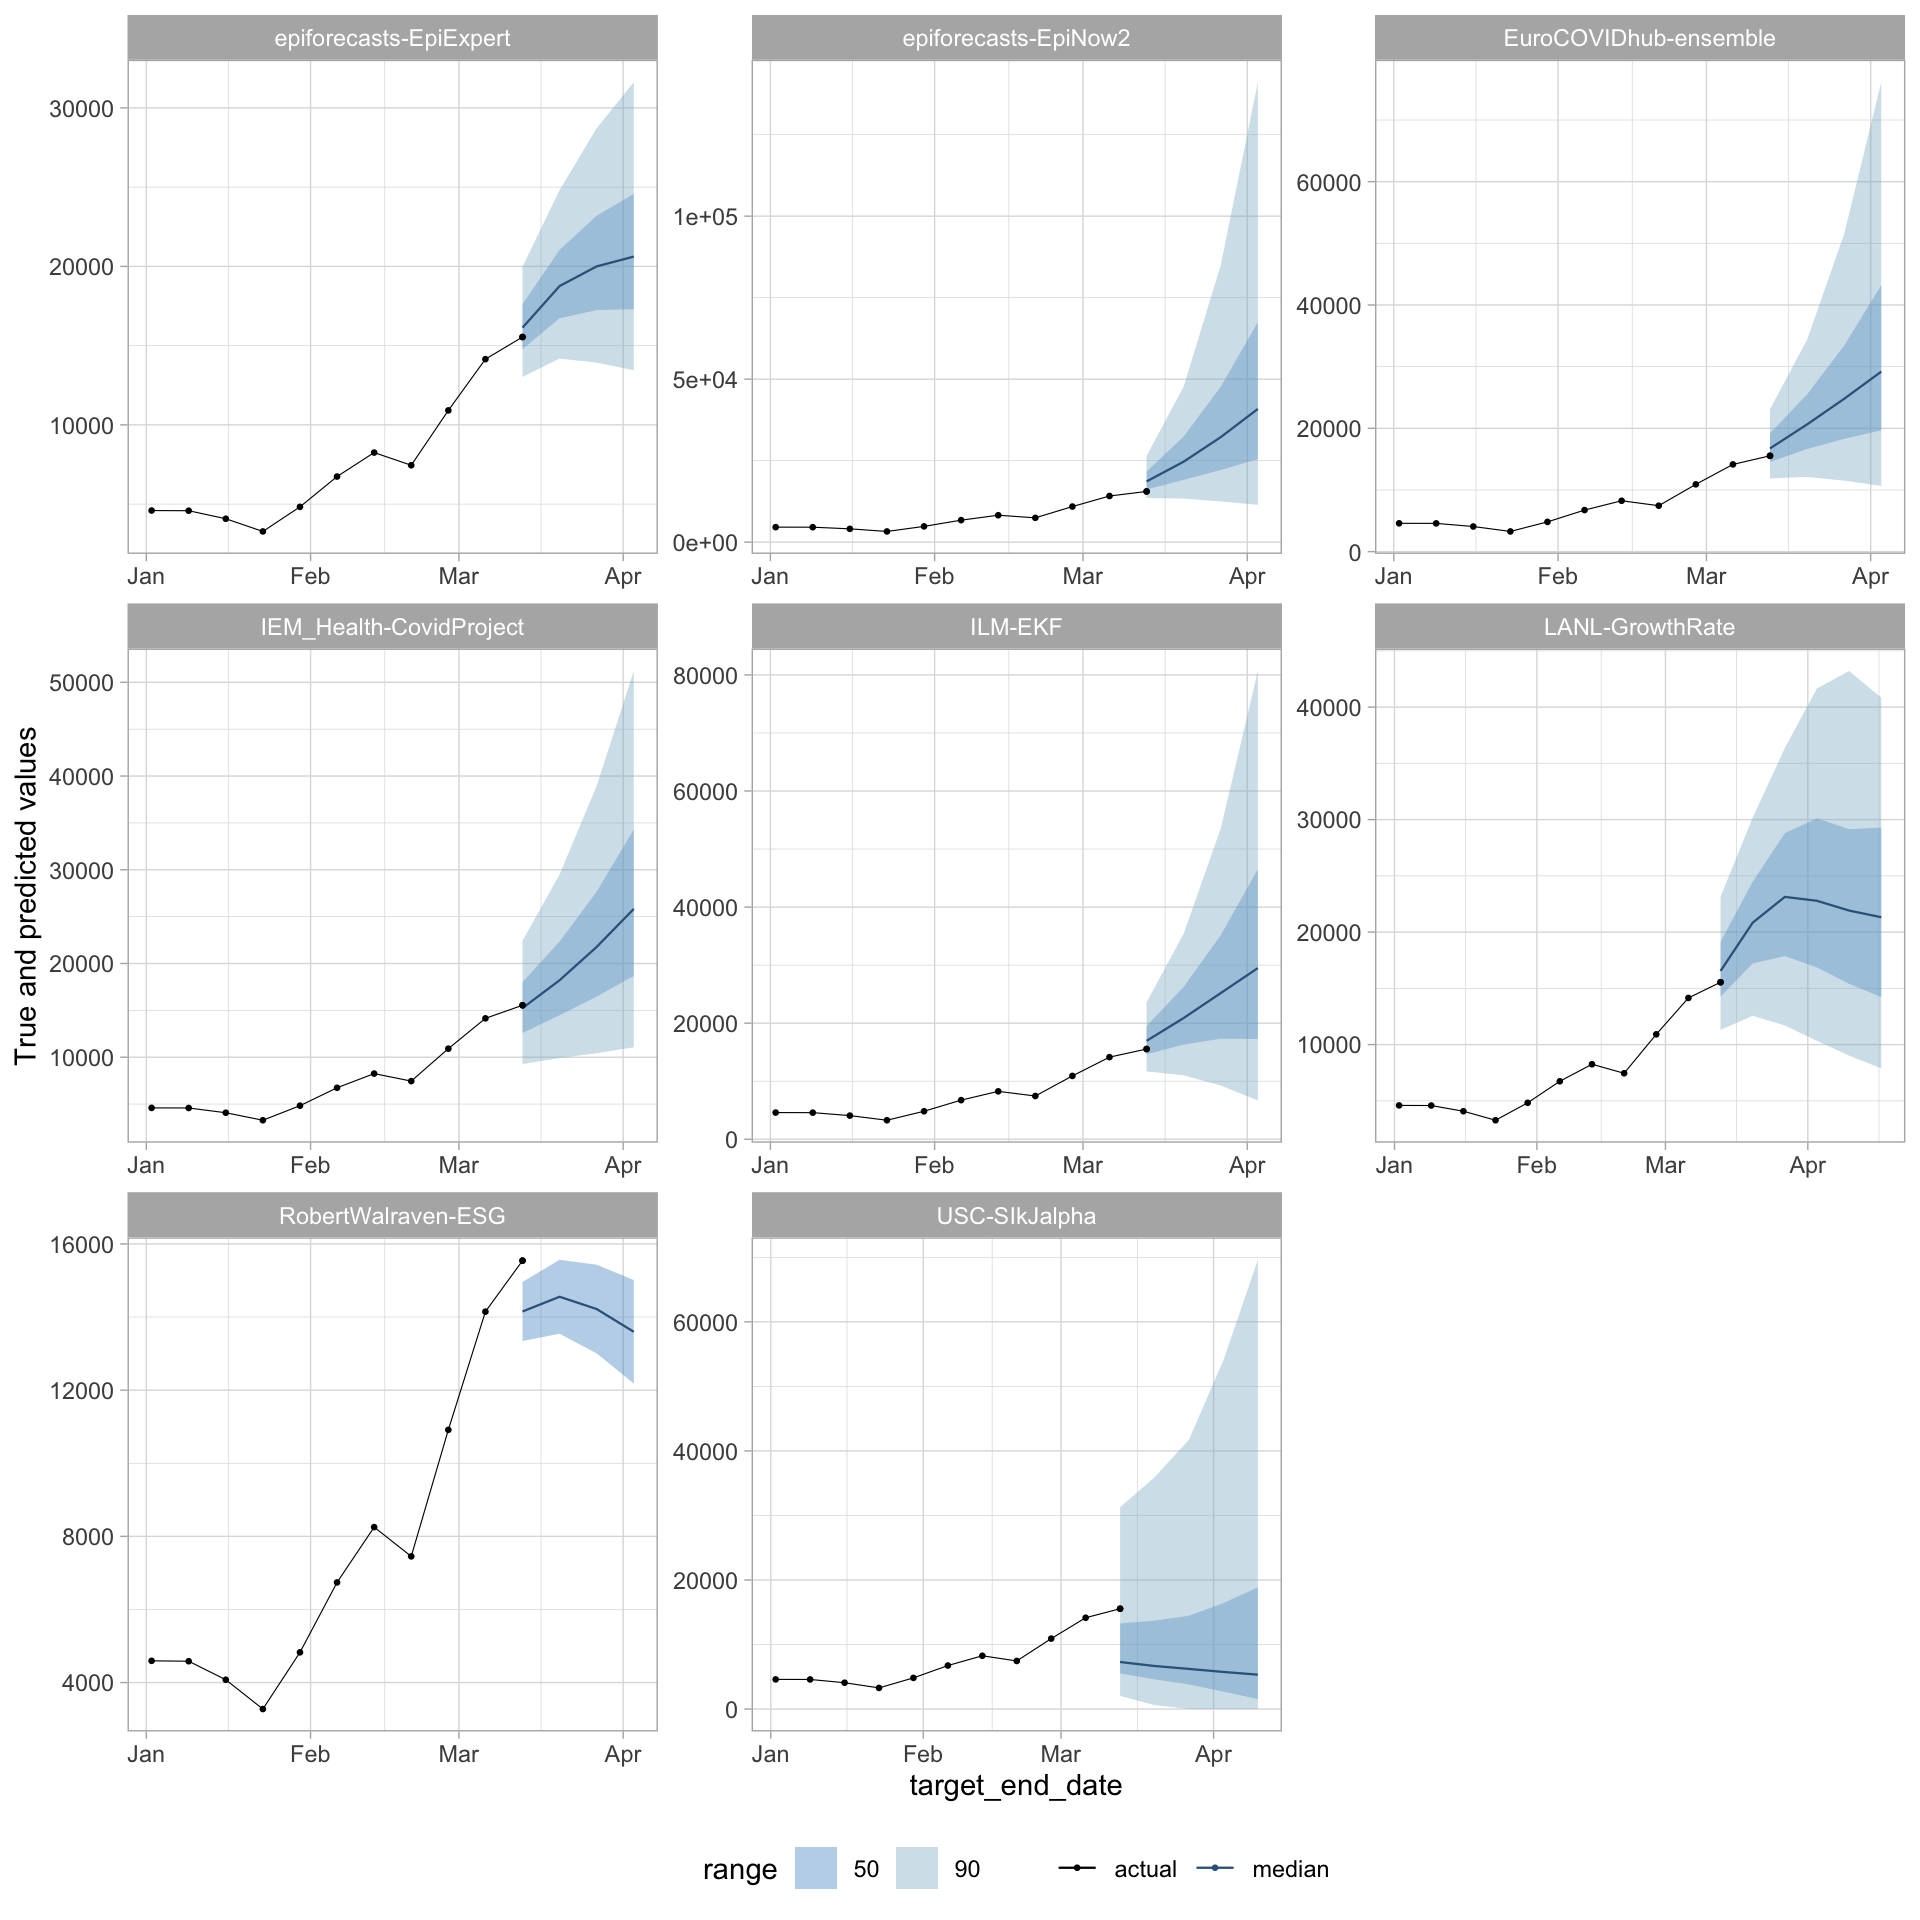 epiforecasts-EpiExpert
epiforecasts-EpiNow2
EuroCOVIDhub-ensemble
30000
20000
10000
1e+05
5e+04
0e+00
60000
40000
20000
0
Jan Feb Mar Apr
Jan Feb Mar Apr
Jan Feb Mar Apr
True and predicted values
IEM_Health-CovidProject
ILM-EKF
LANL-GrowthRate
50000
40000
30000
20000
10000
80000
60000
40000
20000
0
40000
30000
20000
10000
Jan Feb Mar Apr
Jan Feb Mar Apr
Jan Feb Mar Apr
RobertWalraven-ESG
USC-SIkJalpha
16000
12000
8000
4000
60000
40000
20000
0
Jan Feb Mar Apr
Jan Feb Mar Apr
target_end_date
range 50 90 actual median